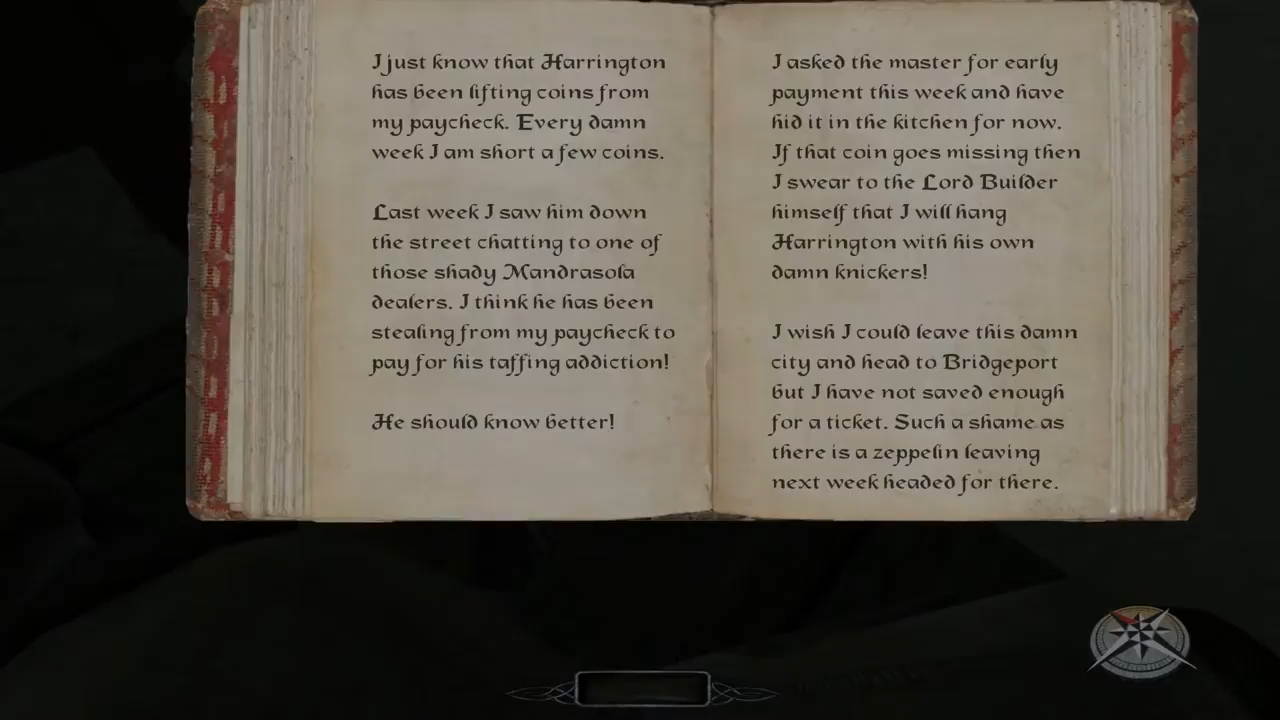 I just know that Harrington
has been lifting coins from
my paycheck. Every damn
week I am short a few coins.
Last week I saw him down
the street chatting to one of
those shady Mandrasola
dealers. I think he has been
stealing from my paycheck to
pay for his taffing addiction!
He should know better!
I asked the master for early
payment this week and have
hid it in the kitchen for now.
If that coin goes missing then
I swear to the Lord Builder
himself that I will hang
Harrington with his own
damn knickers!
I wish I could leave this damn
city and head to Bridgeport
but I have not saved enough
for a ticket. Such a shame as
there is a zeppelin leaving
next week headed for there.